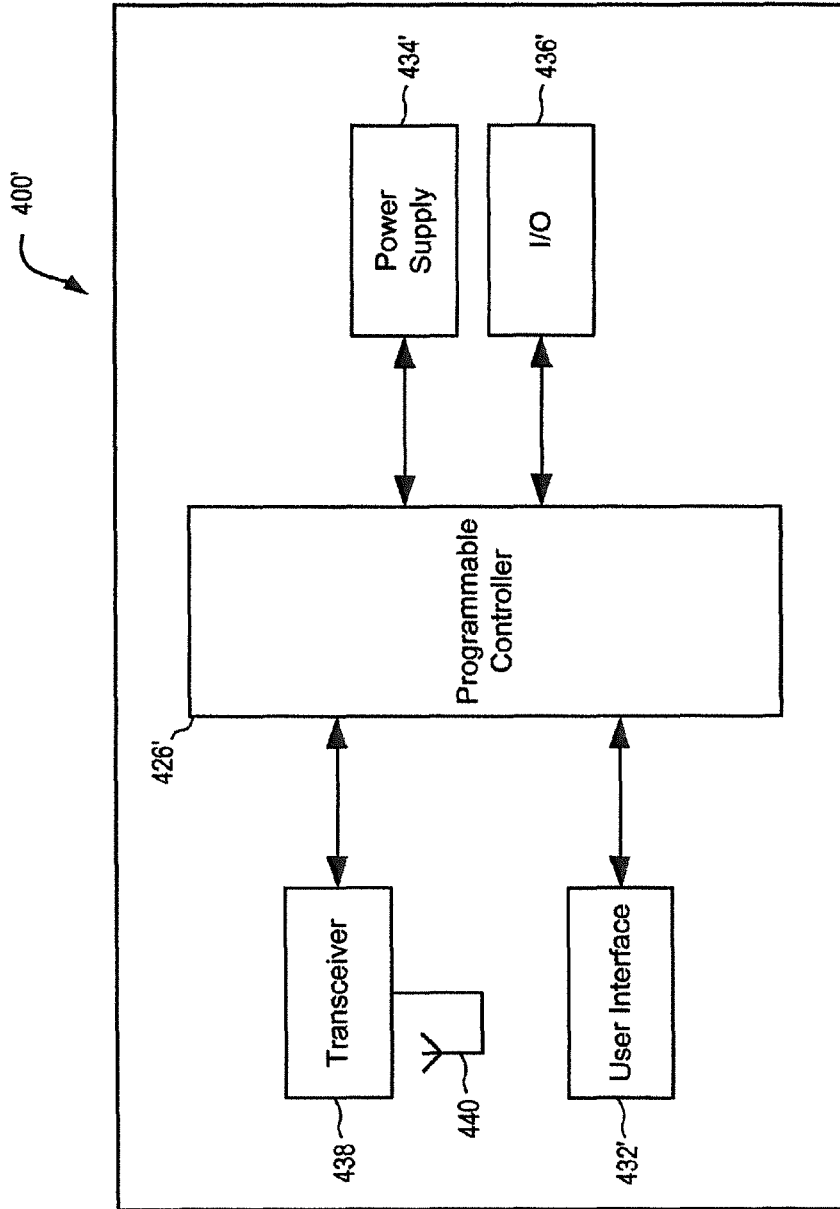 400'
426'
Transceiver
438
440
User Interface
432'
Programmable
Controller
Power
Supply
434'
I/O
436'